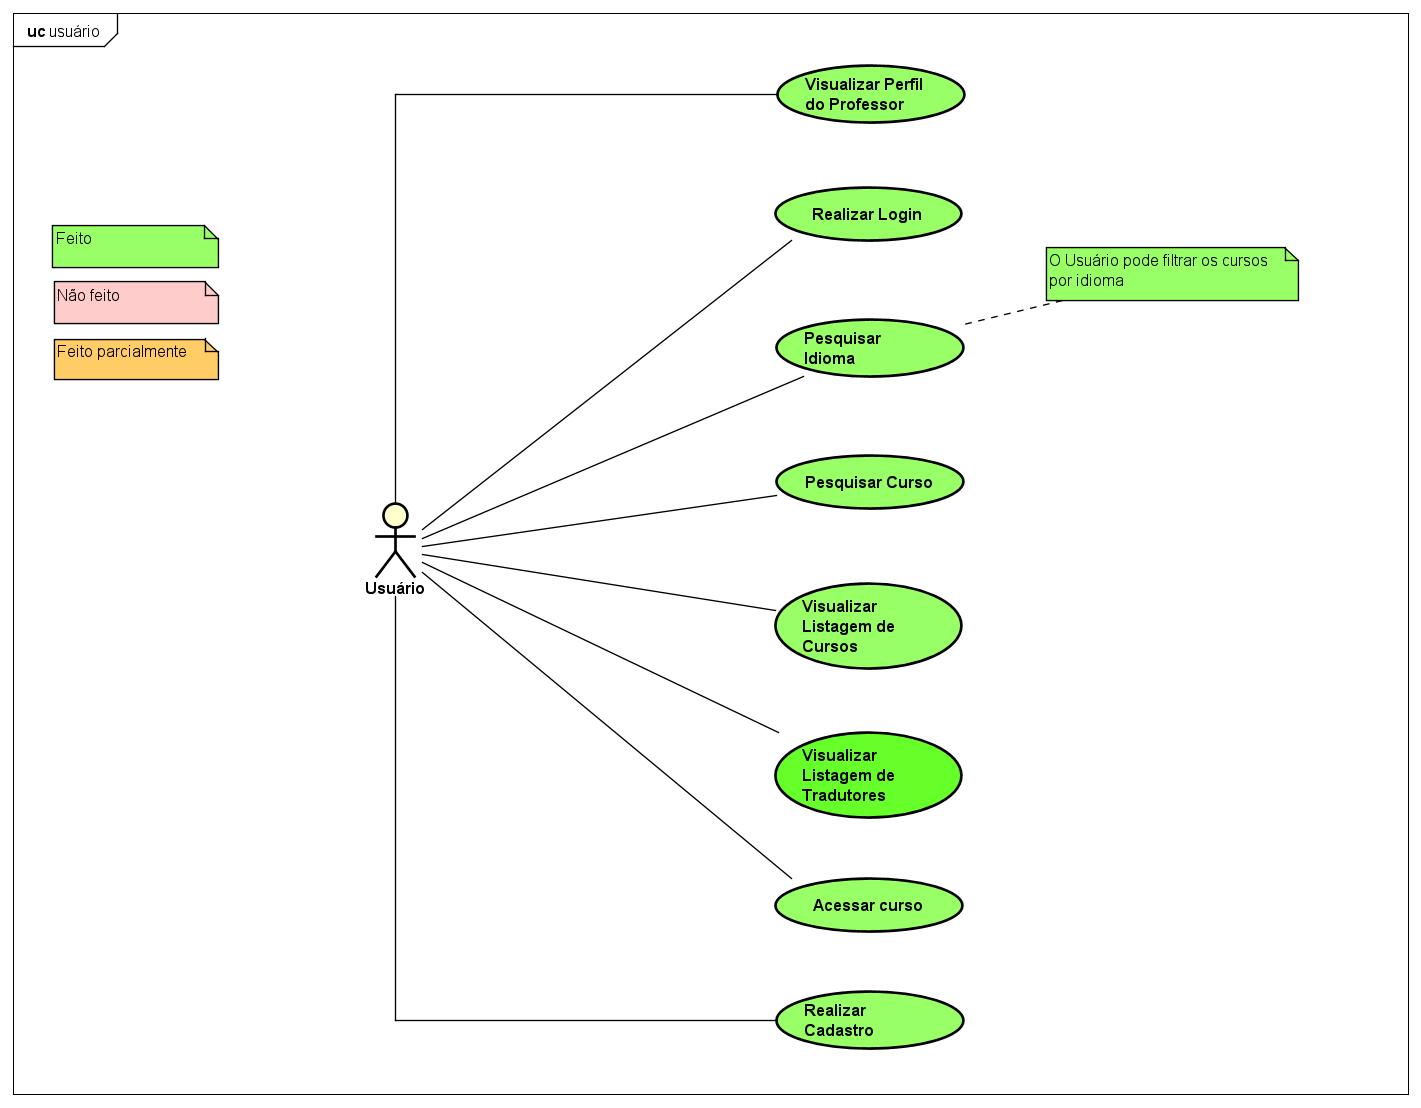 uc usuário
Visualizar Perfil
do Professor
Realizar Login
Feito
Não feito
Feito parcialmente
O Usuário pode filtrar os cursos
por idioma
Pesquisar
Idioma
Pesquisar Curso
Usuário
Visualizar
Listagem de
Cursos
Visualizar
Listagem de
Tradutores
Acessar curso
Realizar
Cadastro